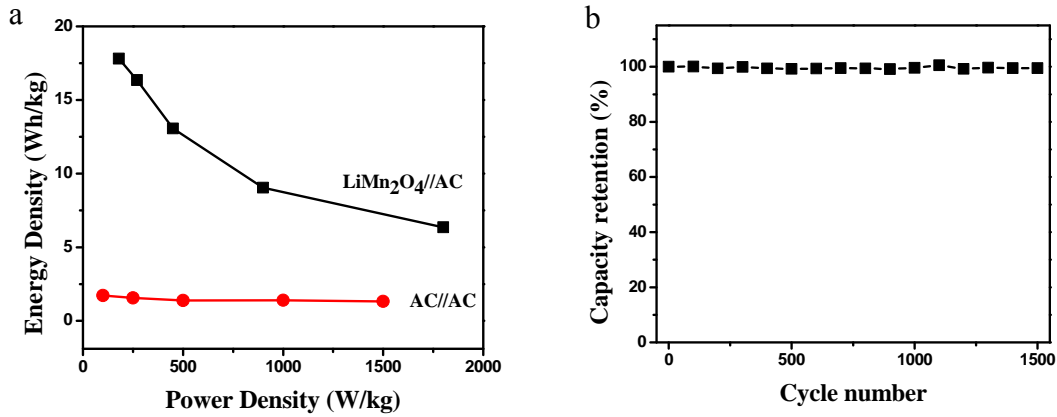 a
20
15
10
5
0
0 500 1000 1500 2000
Energy Density (Wh/kg)
Power Density (W/kg)
LiMn2O4//AC
AC//AC
b
100
80
60
40
20
0
0 500 1000 1500
Capacity retention (%)
Cycle number